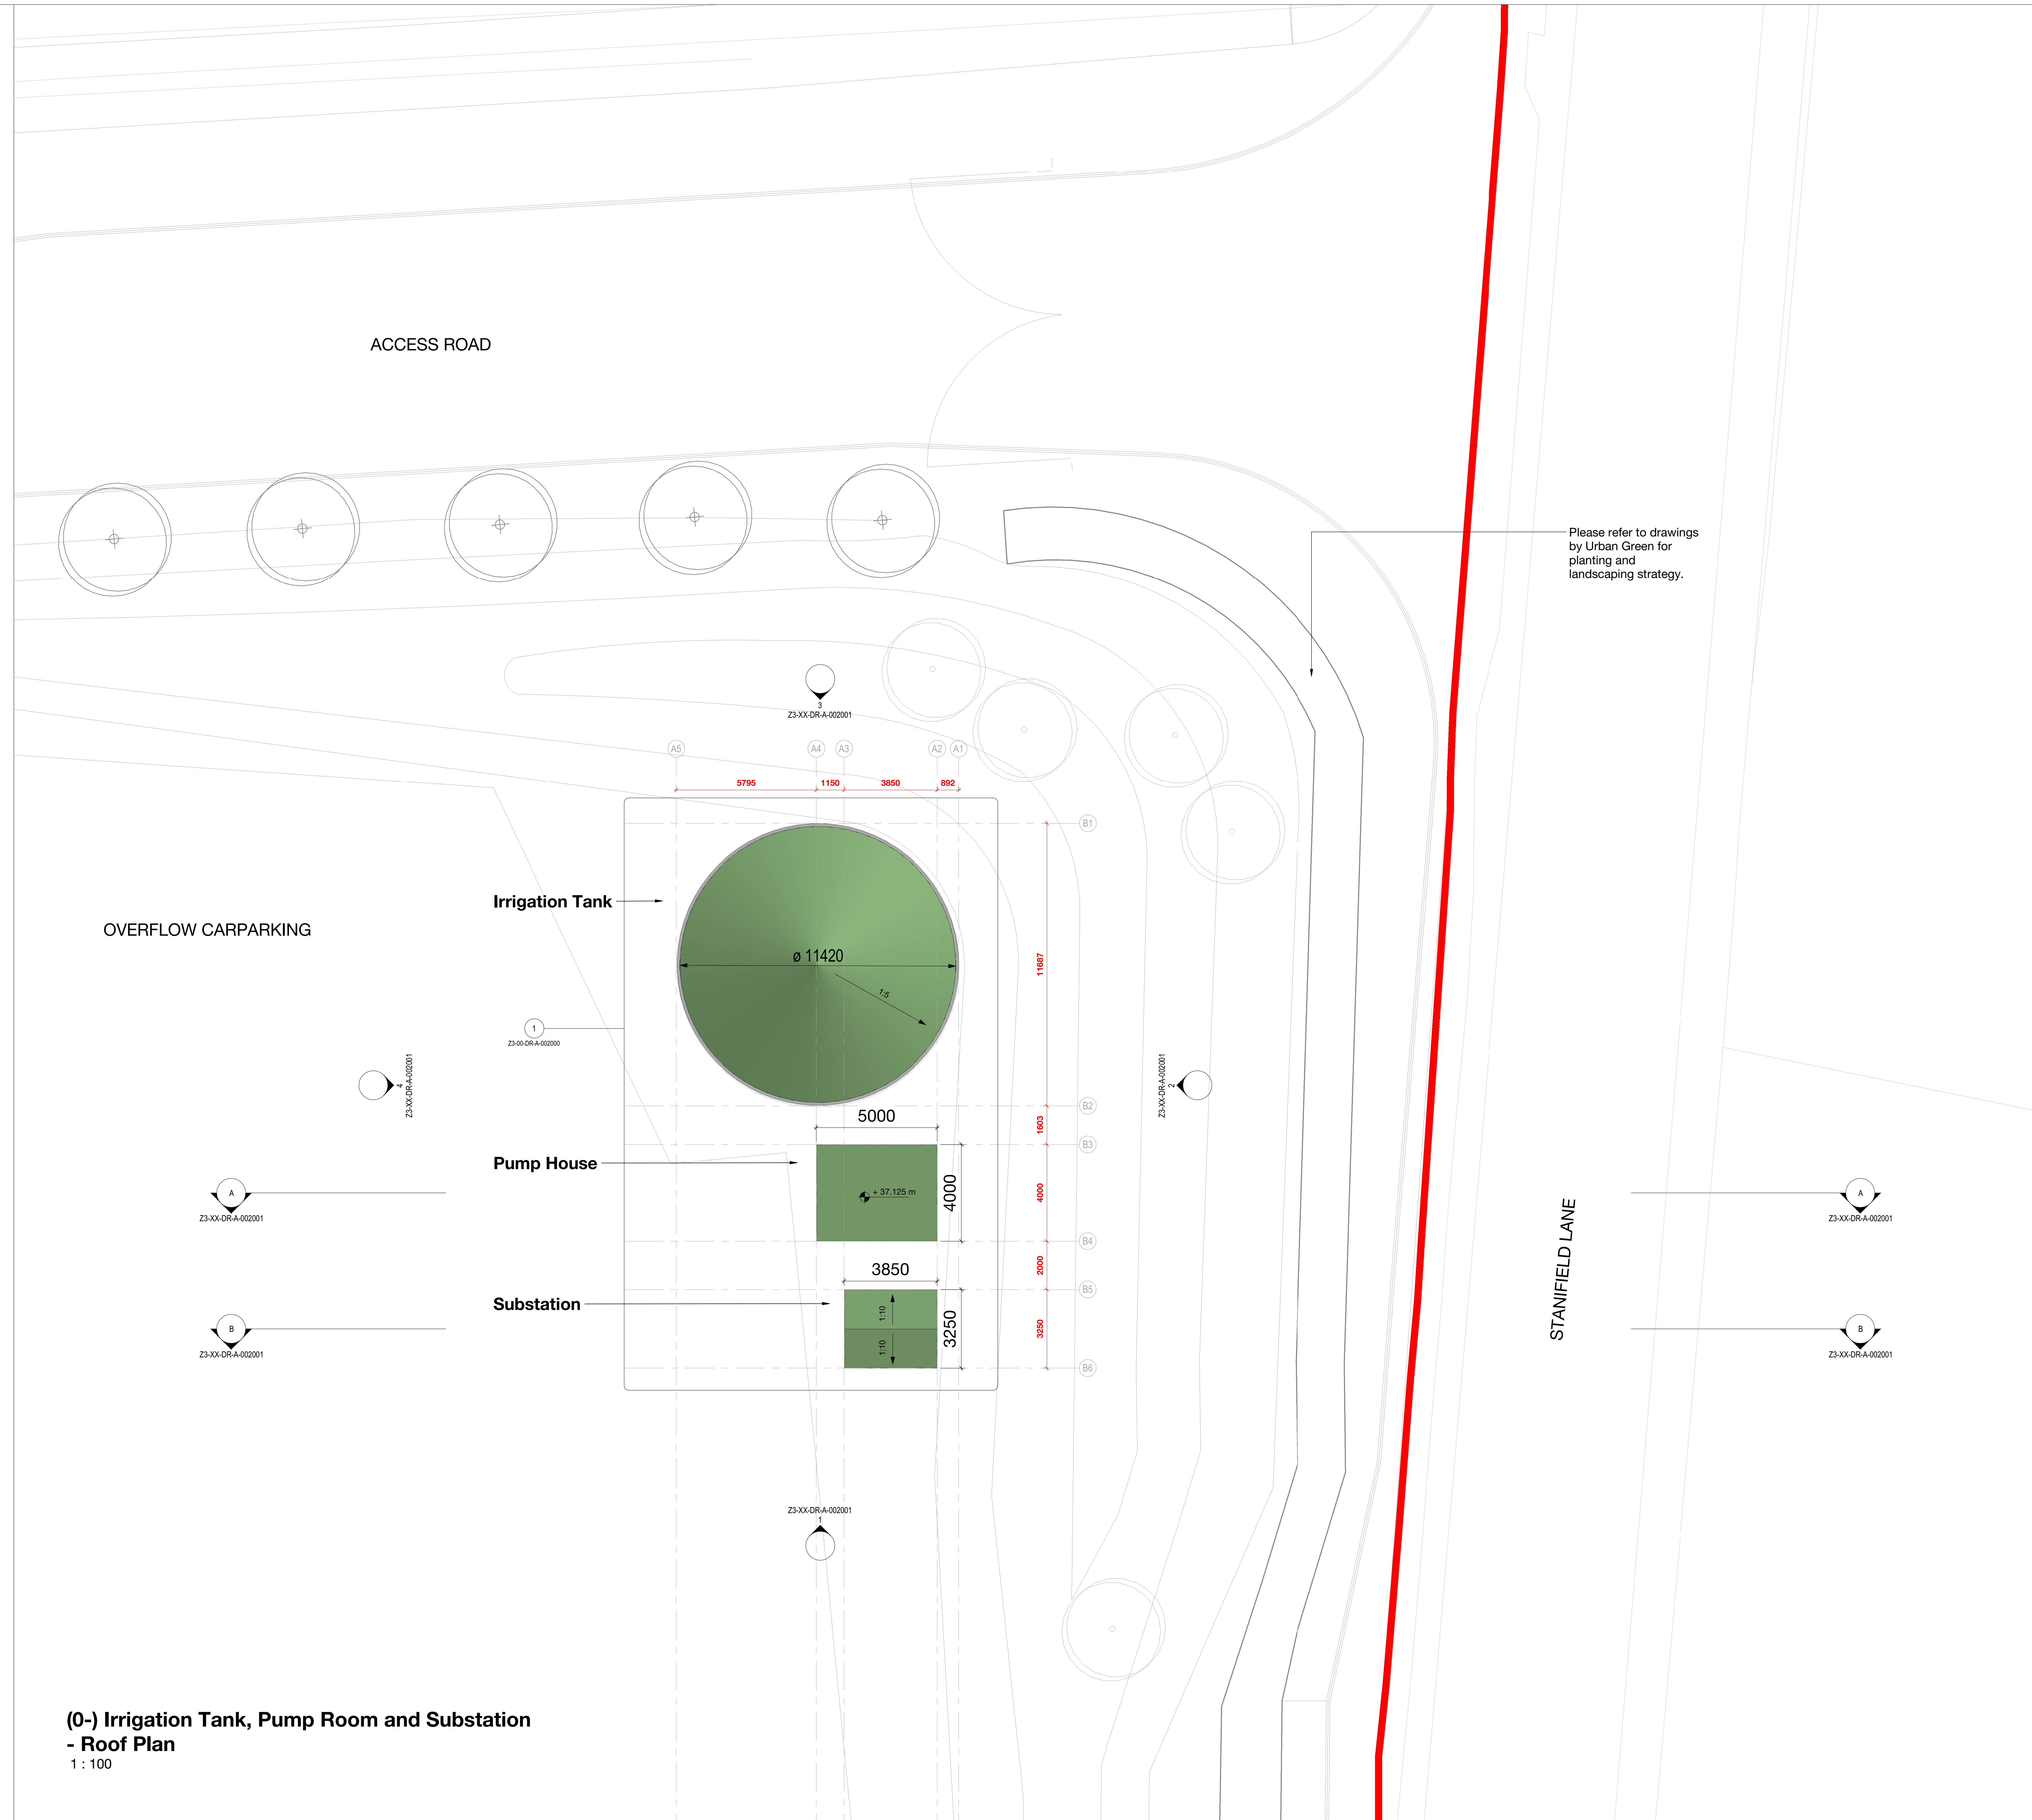 ACCESS ROAD
Please refer to drawings
by Urban Green for
planting and
landscaping strategy.
3
Z3-XX-DR-A-002001
A5
A4
A3
A2
A1
5795
1150
3850
892
B1
Irrigation Tank
OVERFLOW CARPARKING
ø 11420
11687
1:5
1
Z3-00-DR-A-002000
4
Z3-XX-DR-A-002001
2
Z3-XX-DR-A-002001
B2
5000
1603
B3
Pump House
+ 37.125 m
4000
4000
A
Z3-XX-DR-A-002001
A
Z3-XX-DR-A-002001
STANIFIELD LANE
B4
3850
2000
B5
Substation
1:10
1:10
3250
3250
B
Z3-XX-DR-A-002001
B
Z3-XX-DR-A-002001
B6
Z3-XX-DR-A-002001
1
(0-) Irrigation Tank, Pump Room and Substation
- Roof Plan
1 : 100